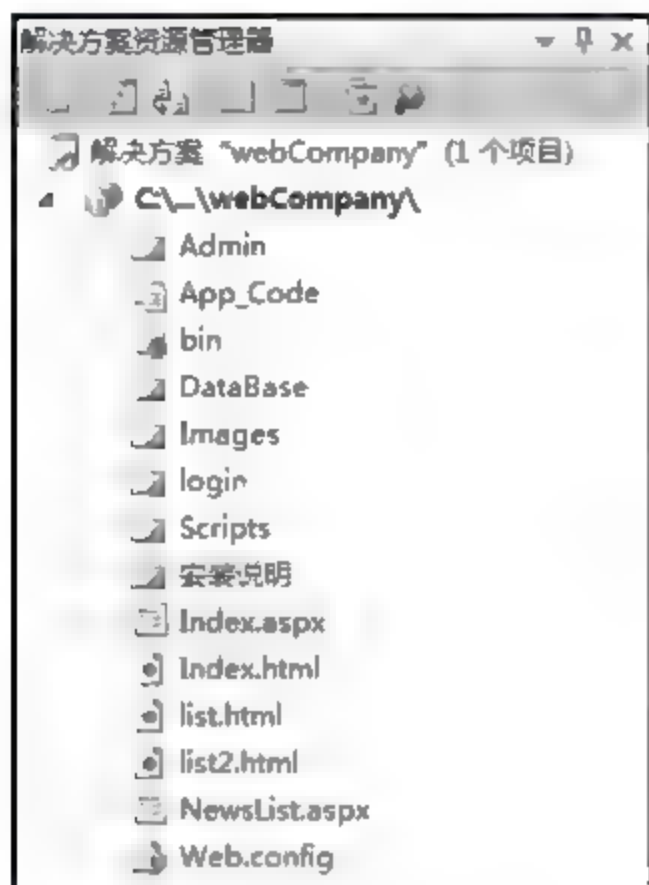 解决方案资源管理器
解决方案 "webCompany" (1 个项目)
C:\...\webCompany\
Admin
App_Code
bin
DataBase
Images
login
Scripts
安装说明
Index.aspx
Index.html
list.html
list2.html
NewsList.aspx
Web.config